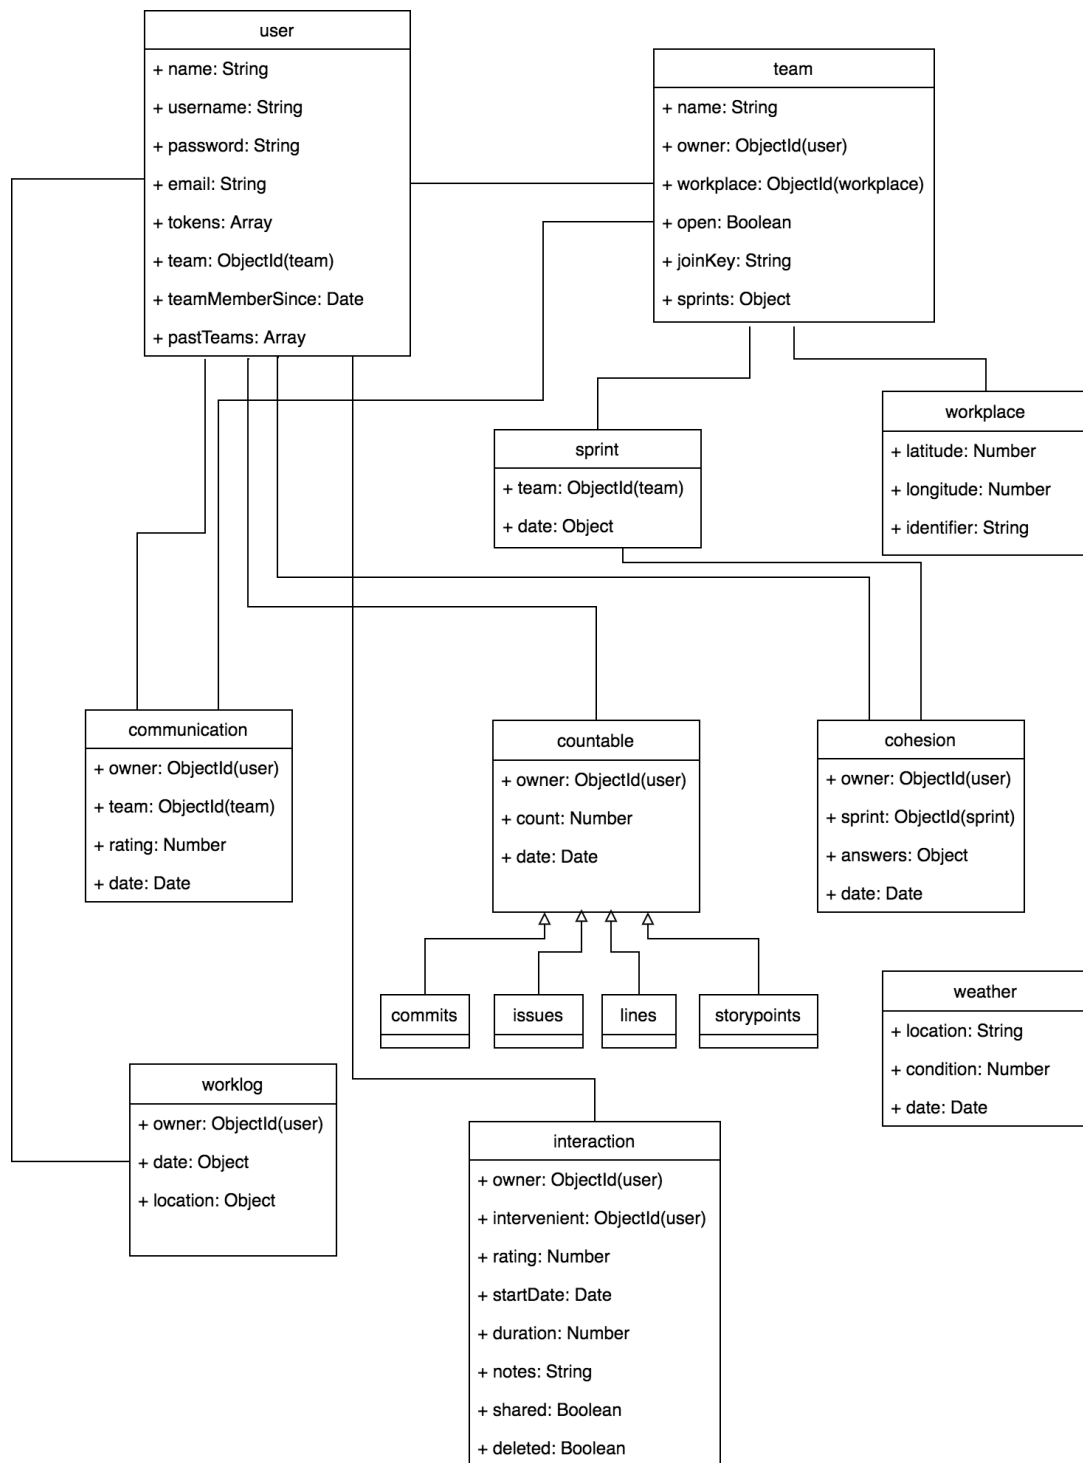 user
+ name: String
+ username: String
+ password: String
+ email: String
+ tokens: Array
+ team: ObjectId(team)
+ teamMemberSince: Date
+ pastTeams: Array
team
+ name: String
+ owner: ObjectId(user)
+ workplace: ObjectId(workplace)
+ open: Boolean
+ joinKey: String
+ sprints: Object
workplace
+ latitude: Number
+ longitude: Number
+ identifier: String
sprint
+ team: ObjectId(team)
+ date: Object
communication
+ owner: ObjectId(user)
+ team: ObjectId(team)
+ rating: Number
+ date: Date
countable
+ owner: ObjectId(user)
+ count: Number
+ date: Date
cohesion
+ owner: ObjectId(user)
+ sprint: ObjectId(sprint)
+ answers: Object
+ date: Date
commits
issues
lines
storypoints
weather
+ location: String
+ condition: Number
+ date: Date
worklog
+ owner: ObjectId(user)
+ date: Object
+ location: Object
interaction
+ owner: ObjectId(user)
+ intervenient: ObjectId(user)
+ rating: Number
+ startDate: Date
+ duration: Number
+ notes: String
+ shared: Boolean
+ deleted: Boolean